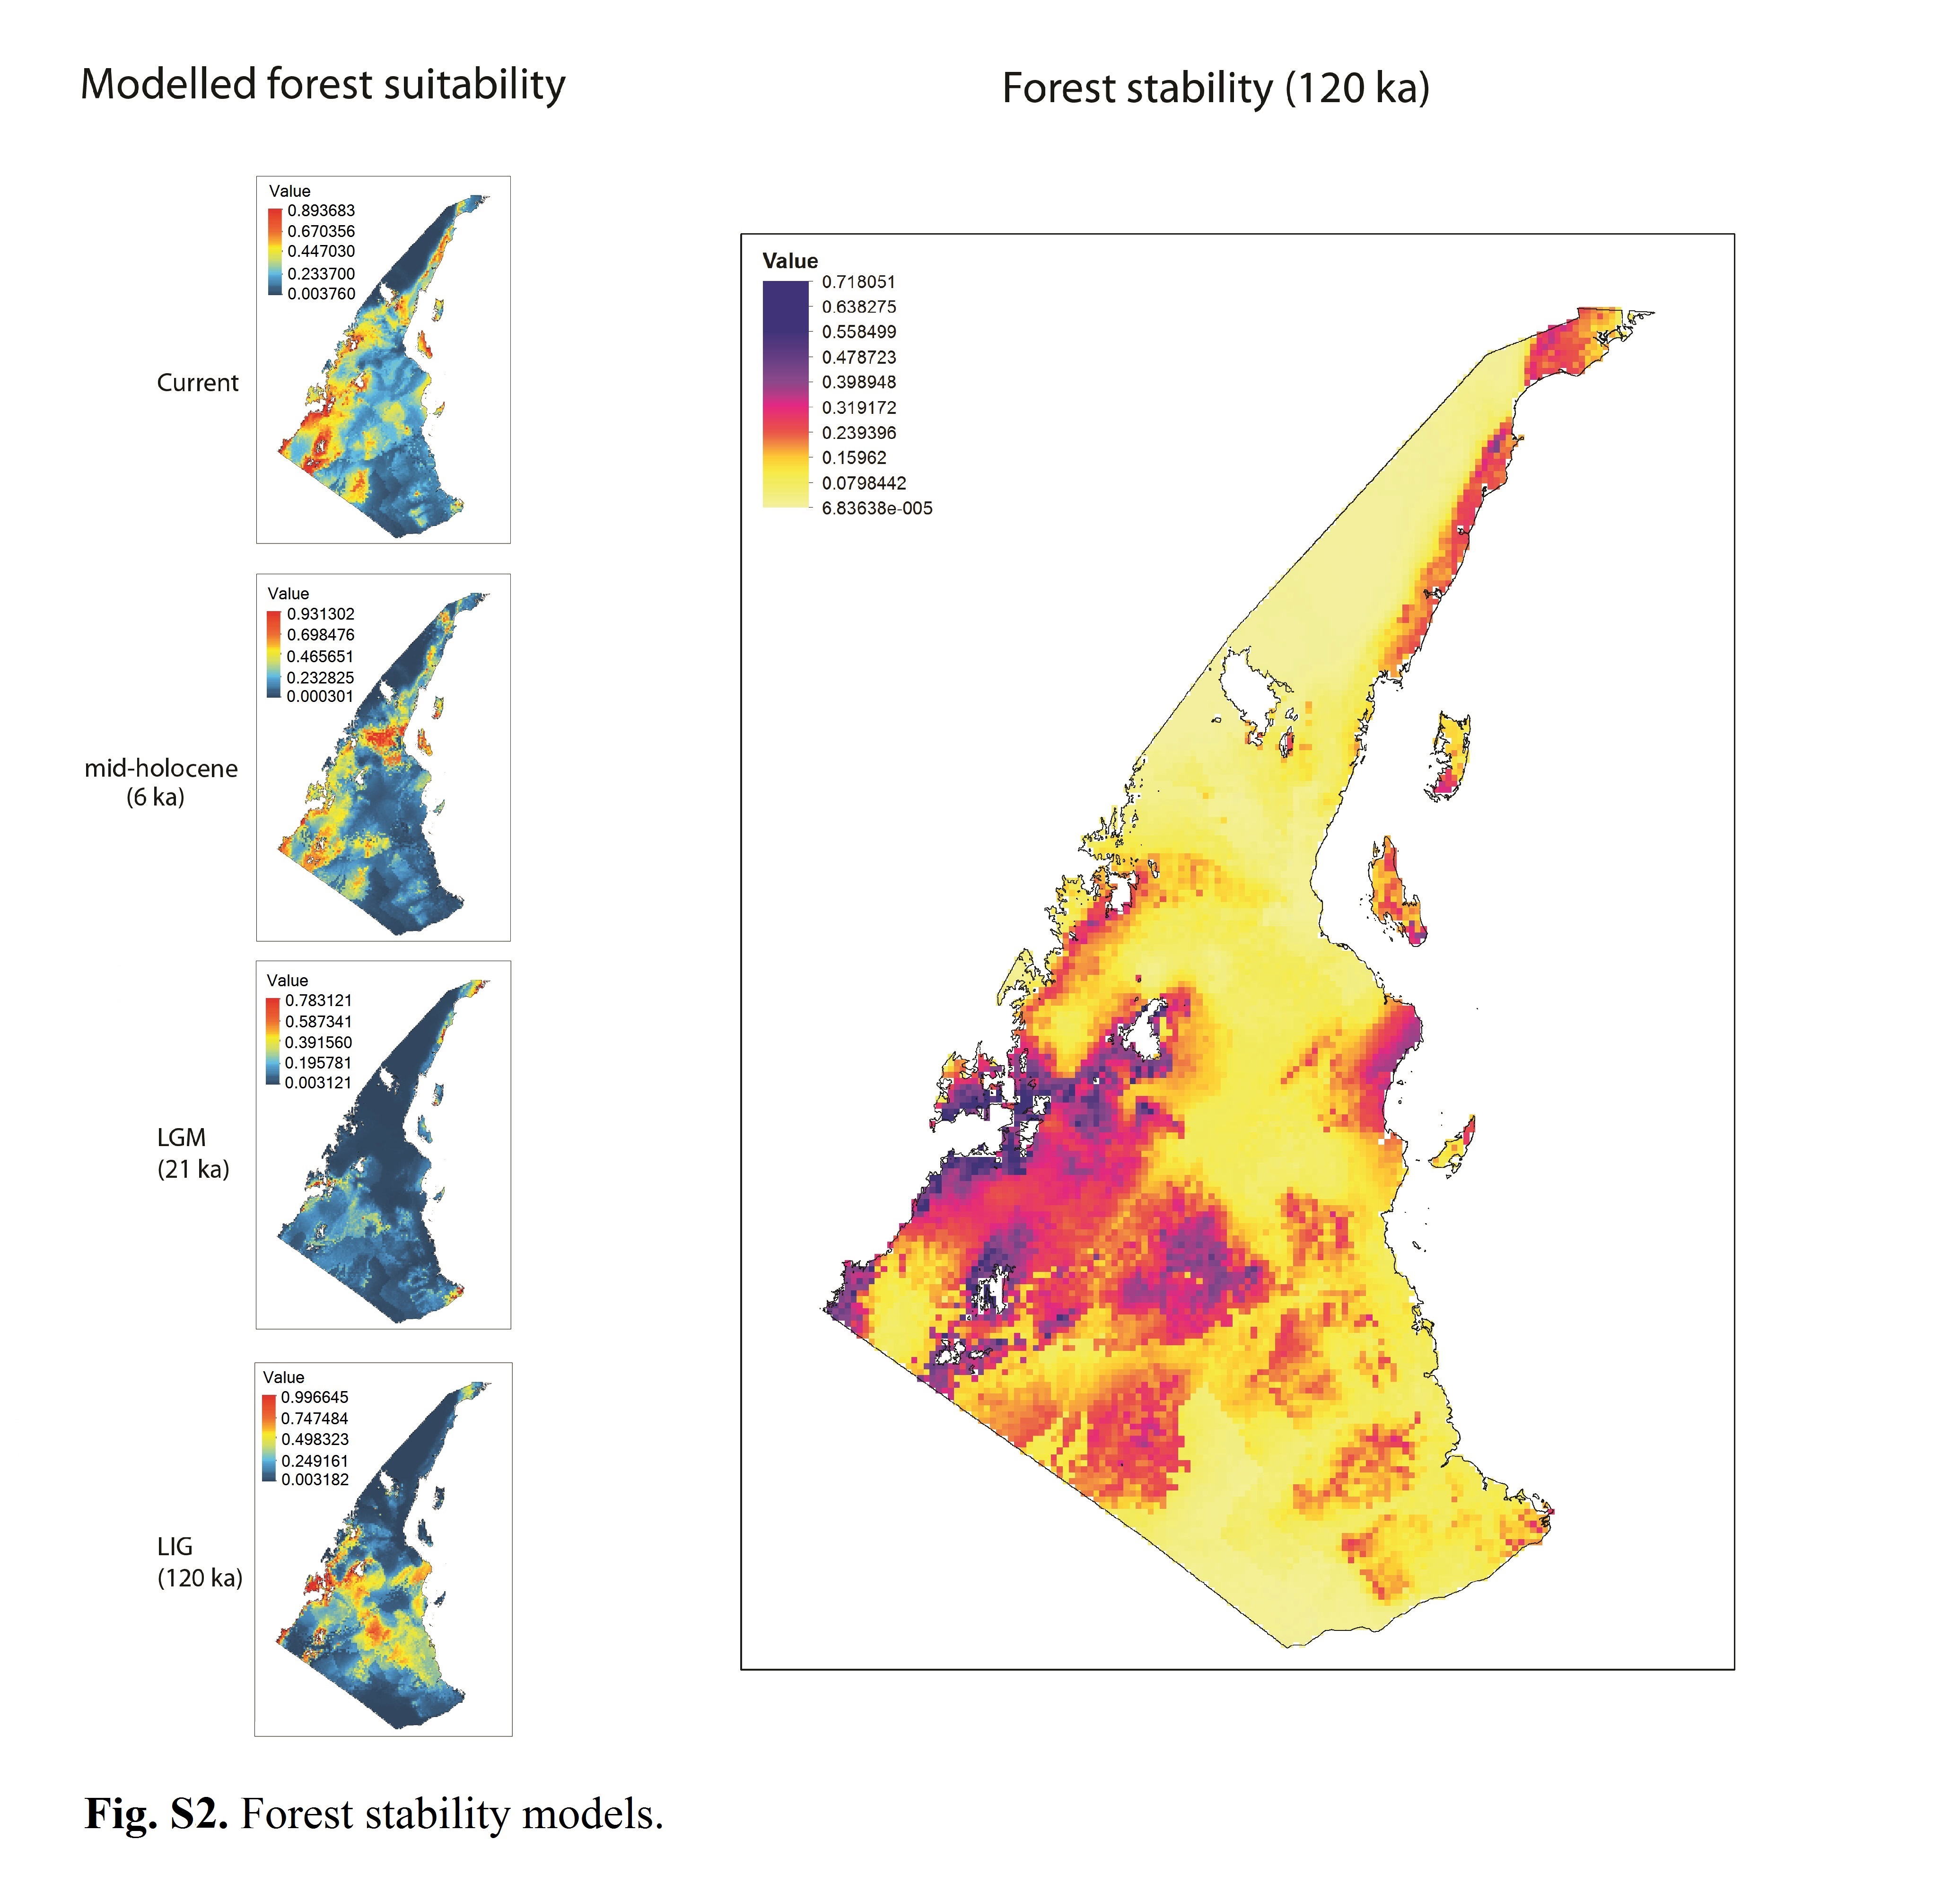 Modelled forest suitability
Forest stability (120 ka)
Value
0.893683
0.670356
0.447030
0.233700
0.003760
Current
Value
0.931302
0.698476
0.465651
0.232825
0.000301
mid-holocene
(6 ka)
Value
0.783121
0.587341
0.391560
0.195781
0.003121
LGM
(21 ka)
Value
0.996645
0.747484
0.498323
0.249161
0.003182
LIG
(120 ka)
Value
0.718051
0.638275
0.558499
0.478723
0.398948
0.319172
0.239396
0.15962
0.0798442
6.83638e-005
Fig. S2. Forest stability models.